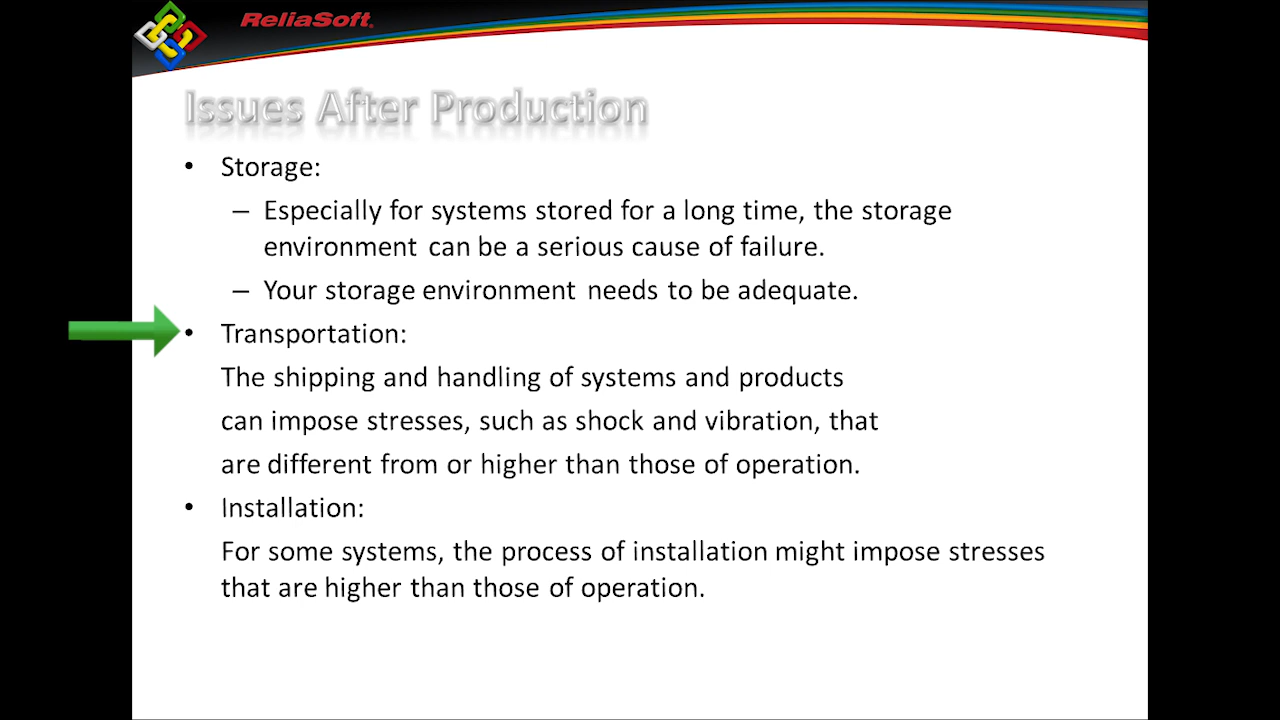 ReliaSoft.
Issues After Production
• Storage:
– Especially for systems stored for a long time, the storage
environment can be a serious cause of failure.
– Your storage environment needs to be adequate.
• Transportation:
The shipping and handling of systems and products
can impose stresses, such as shock and vibration, that
are different from or higher than those of operation.
• Installation:
For some systems, the process of installation might impose stresses
that are higher than those of operation.